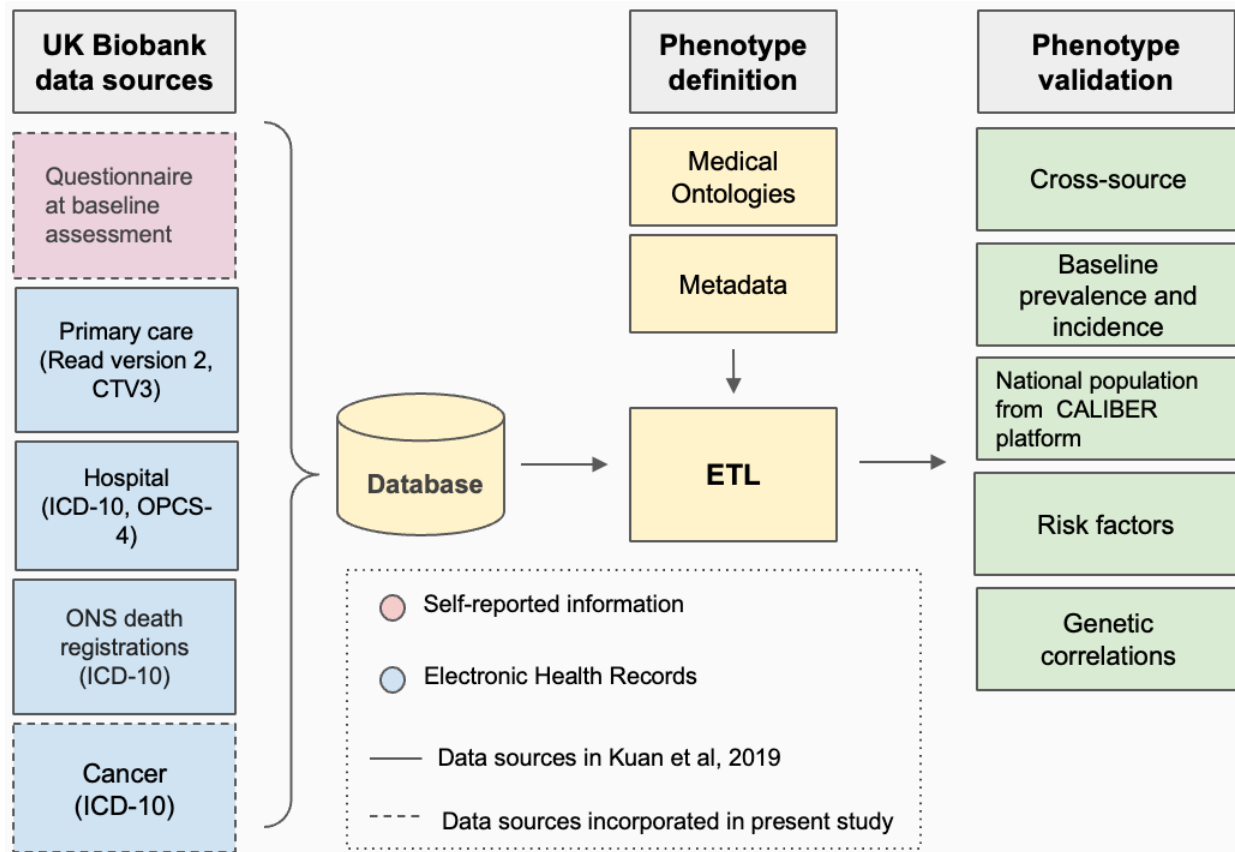 UK Biobank
data sources
Questionnaire
at baseline
assessment
Primary care
(Read version 2,
CTV3)
Hospital
(ICD-10, OPCS-
4)
ONS death
registrations
(ICD-10)
Cancer
(ICD-10)
Database
Phenotype
definition
Medical
Ontologies
Metadata
ETL
Phenotype
validation
Cross-source
Baseline
prevalence and
incidence
National population
from CALIBER
platform
Risk factors
Genetic
correlations
Self-reported information
Electronic Health Records
Data sources in Kuan et al, 2019
Data sources incorporated in present study